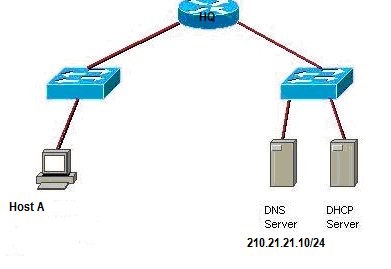 HQ
Host A
DNS
Server
DHCP
Server
210.21.21.10/24